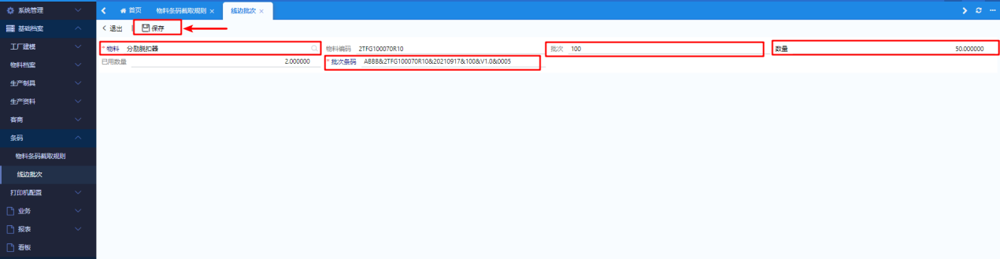 系统管理
首页 物料条码截取规则 × 线边批次 ×
基础档案
退出 保存
工厂建模
* 物料 分励脱扣器 物料编码 2TFG100070R10 批次 100 数量 50.000000
物料档案
已用数量 2.000000 * 批次条码 ABBB&2TFG100070R10&20210917&100&V1.0&0005
生产制具
生产资料
客商
条码
物料条码截取规则
线边批次
打印机配置
业务
报表
看板